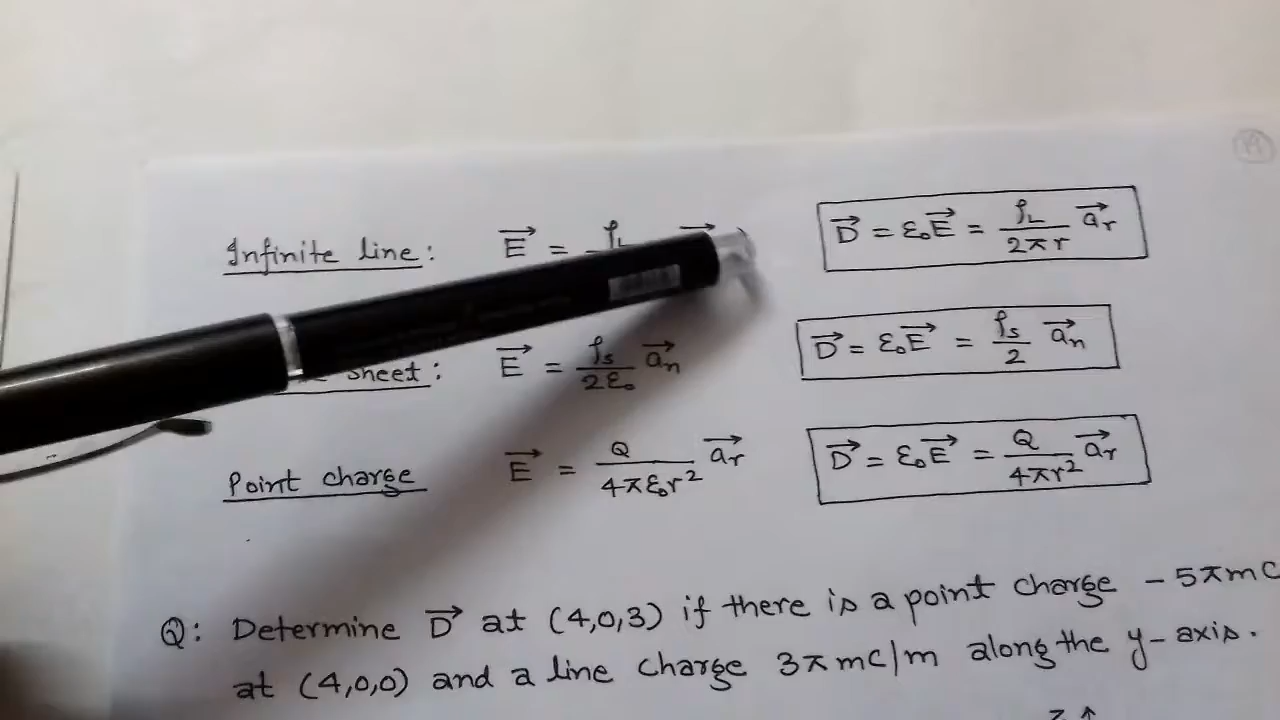 19
Infinite line : E⃗ = ρL a⃗ D⃗ = ε₀E⃗ = ρL/2πr a⃗r
sheet : E⃗ = ρs/2ε₀ a⃗n D⃗ = ε₀E⃗ = ρs/2 a⃗n
Point charge E⃗ = Q/4πε₀r² a⃗r D⃗ = ε₀E⃗ = Q/4πr² a⃗r
Q: Determine D⃗ at (4,0,3) if there is a point charge - 5πmC
at (4,0,0) and a line charge 3πmC/m along the y-axis.
z